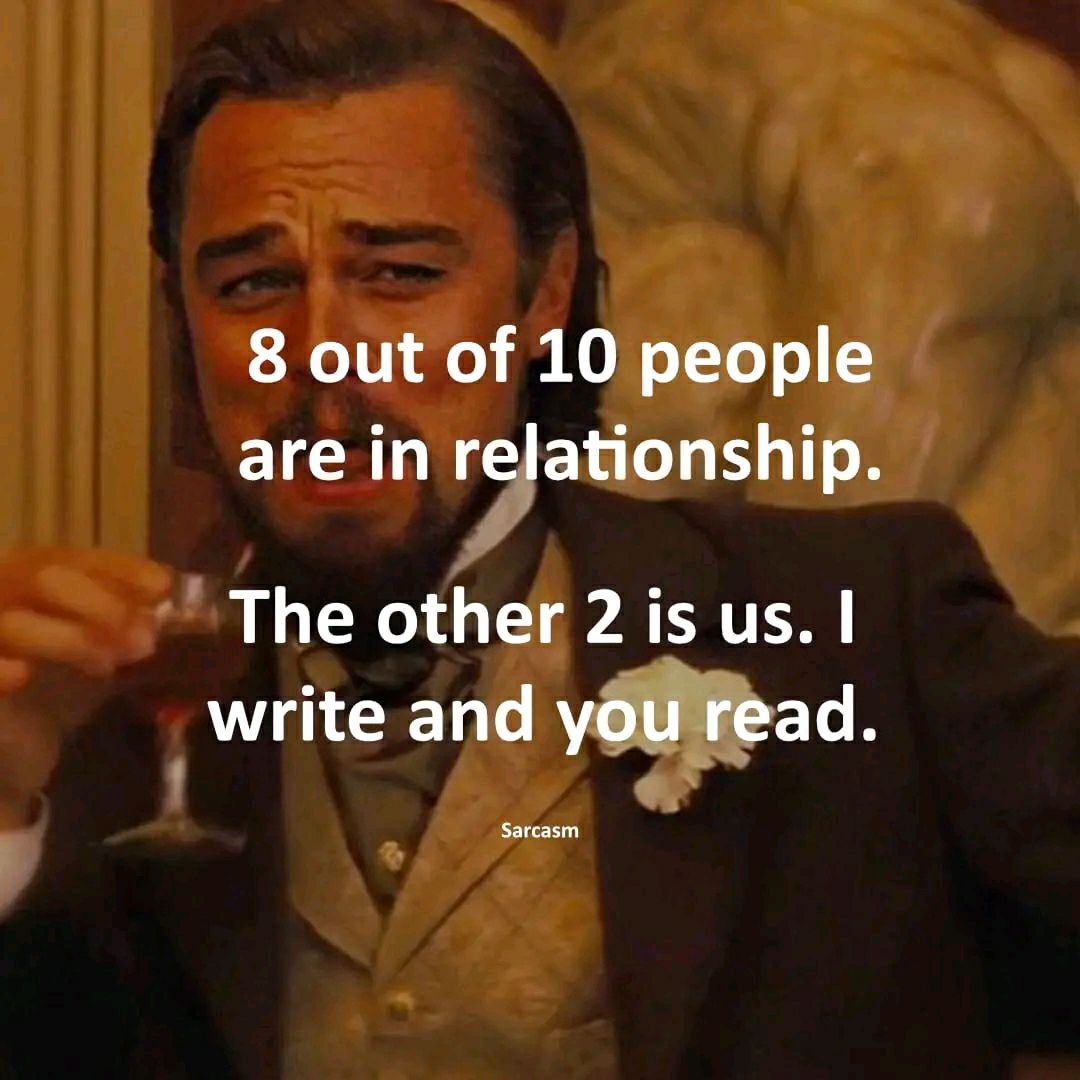 8 out of 10 people
are in relationship.
The other 2 is us. I
write and you read.
Sarcasm